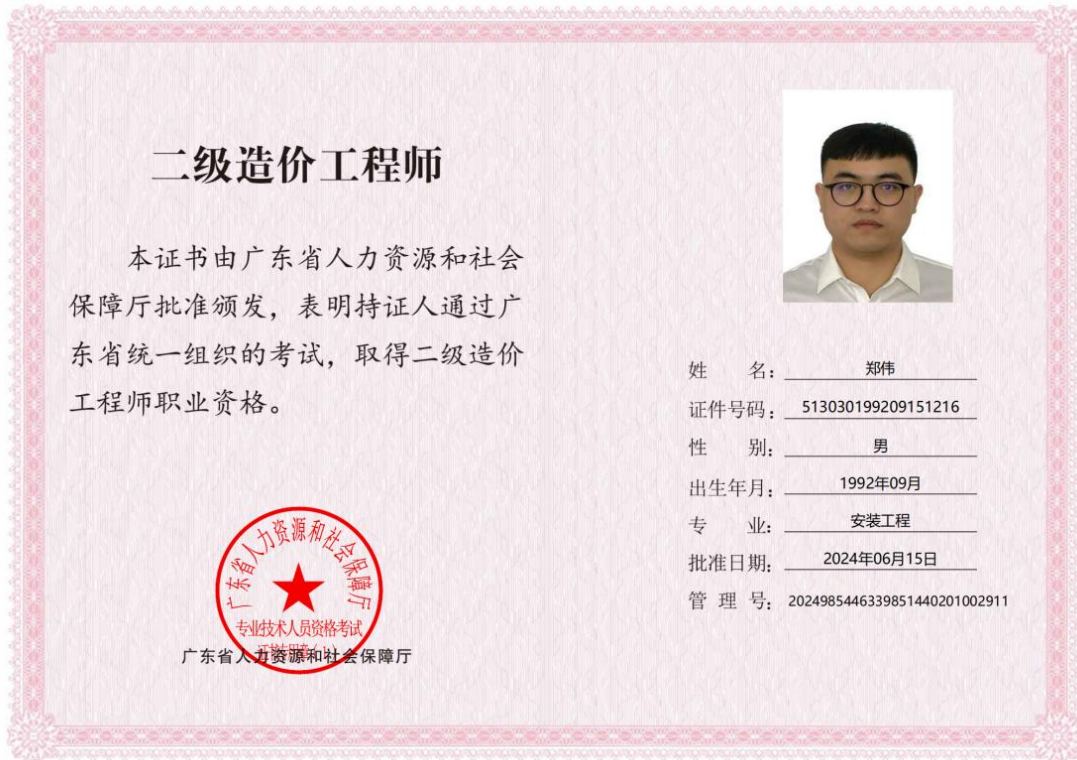 二级造价工程师
本证书由广东省人力资源和社会
保障厅批准颁发，表明持证人通过广
东省统一组织的考试，取得二级造价
工程师职业资格。
广东省人力资源和社会保障厅
专业技术人员资格考试
广东省人力资源和社会保障厅
姓 名：郑伟
证件号码：513030199209151216
性 别：男
出生年月：1992年09月
专 业：安装工程
批准日期：2024年06月15日
管 理 号：2024985446339851440201002911